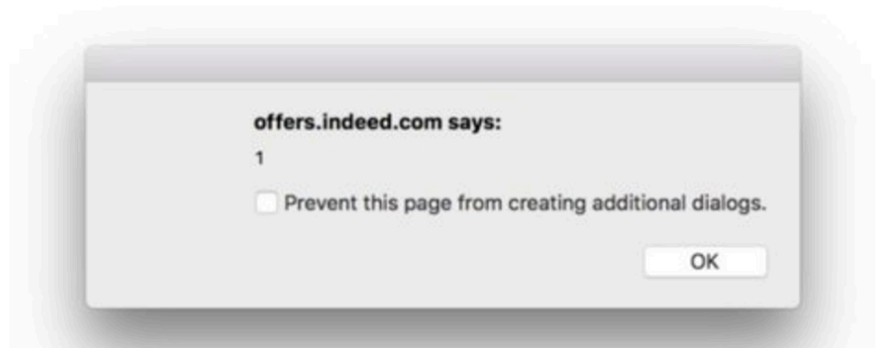 offers.indeed.com says:
1
Prevent this page from creating additional dialogs.
OK